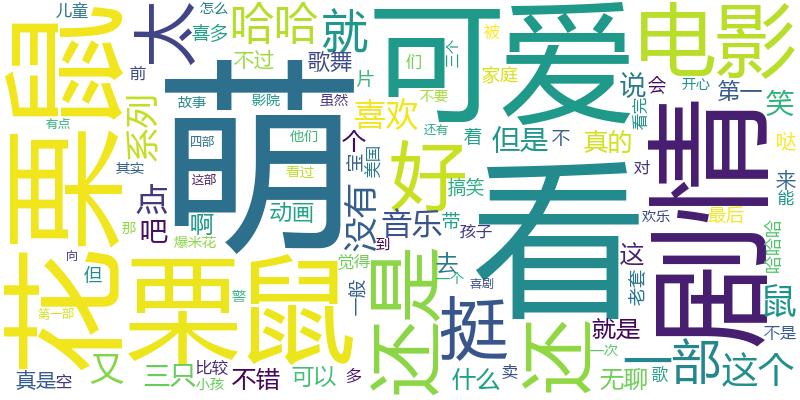 儿童
怎么
喜多
哈哈
太
就
可爱
电影
花栗鼠
前
不过
歌舞
们
三个
被
家庭
说
会
开心
第一
笑
片
故事
影院
虽然
喜欢
不要
看完
系列
有点
萌
四部
他们
个
着
但是
不
真的
哒
还有
好
剧情
其实
这部
看过
宝
美国
搞笑
对
来
能
点
动画
没有
音乐
带
看
欢乐
最后
那
吧
啊
爆米花
到
孩子
这
哈哈哈
向
但
栗鼠
觉得
还是
去
一个
喜剧
老套
鼠
第一部
警
一般
挺
还
就是
不是
又
一次
一部
这个
真是
空
三只
比较
小孩
不错
可以
多
什么
卖
无聊
歌